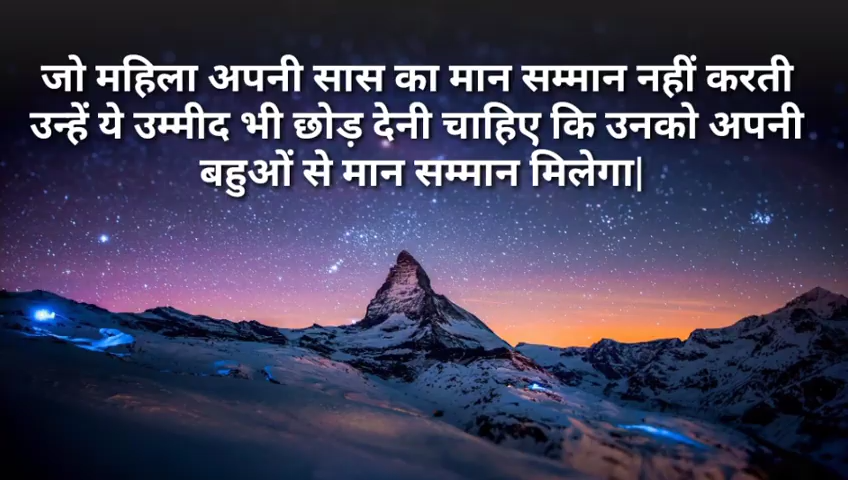 जो महिला अपनी सास का मान सम्मान नहीं करती
उन्हें ये उम्मीद भी छोड़ देनी चाहिए कि उनको अपनी
बहुओं से मान सम्मान मिलेगा|